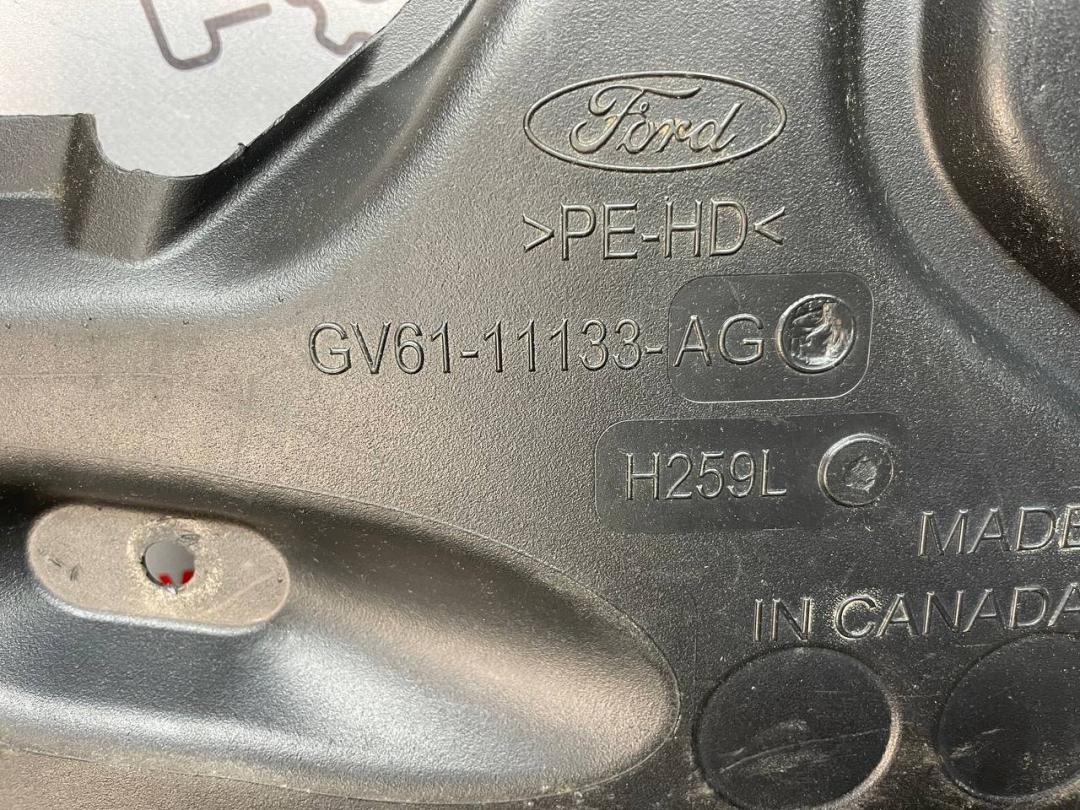 Ford
>PE-HD<
GV61-11133-AG
H259L
MADE
IN CANADA